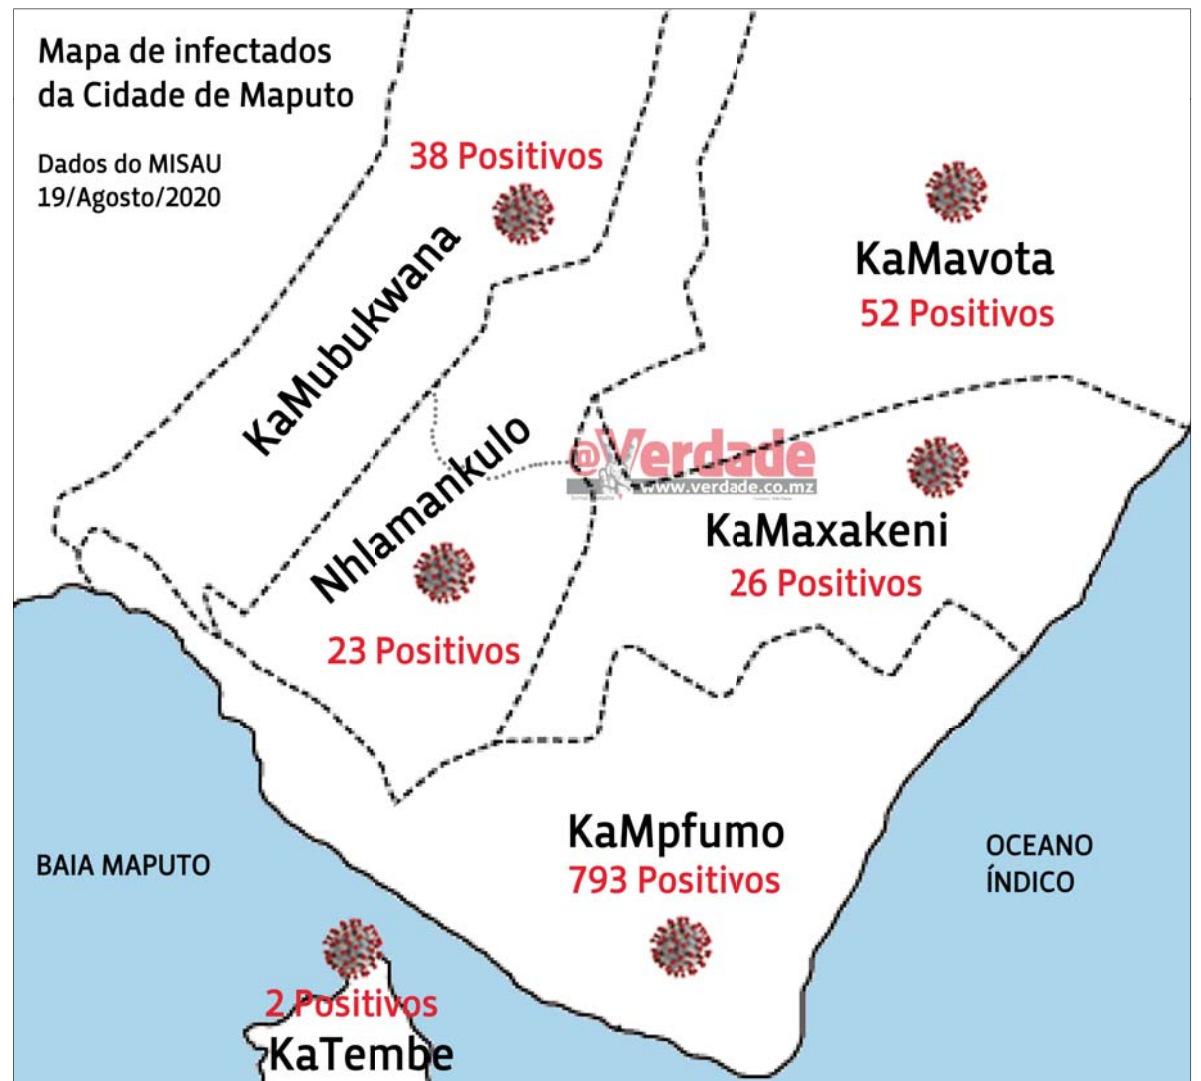 Mapa de infectados
da Cidade de Maputo
Dados do MISAU
19/Agosto/2020
38 Positivos
KaMubukwana
KaMavota
52 Positivos
Nhlamankulo
23 Positivos
@Verdade
www.verdade.co.mz
KaMaxakeni
26 Positivos
KaMpfumo
793 Positivos
BAIA MAPUTO
OCEANO
ÍNDICO
2 Positivos
KaTembe